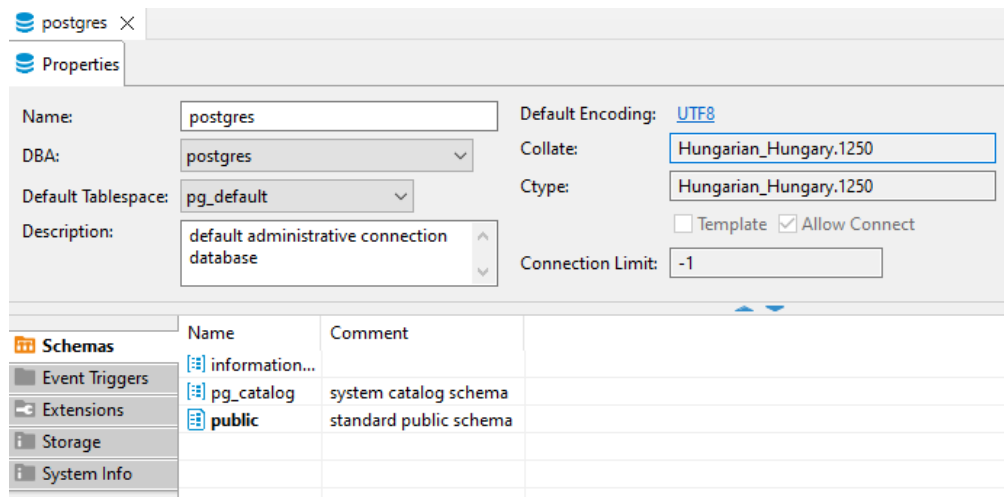 postgres
Properties
Name: postgres
DBA: postgres
Default Tablespace: pg_default
Description: default administrative connection
database
Default Encoding: UTF8
Collate: Hungarian_Hungary.1250
Ctype: Hungarian_Hungary.1250
Template Allow Connect
Connection Limit: -1
Schemas
Event Triggers
Extensions
Storage
System Info
Name Comment
information...
pg_catalog system catalog schema
public standard public schema